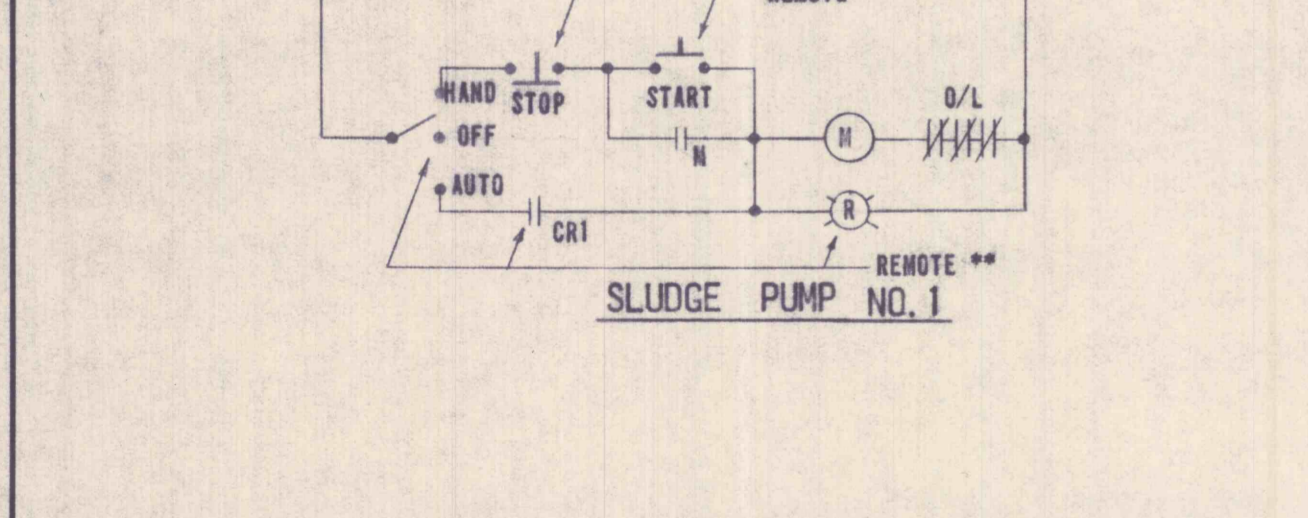 HAND
STOP
START
O/L
OFF
M
M
AUTO
R
CR1
REMOTE **
SLUDGE PUMP NO. 1